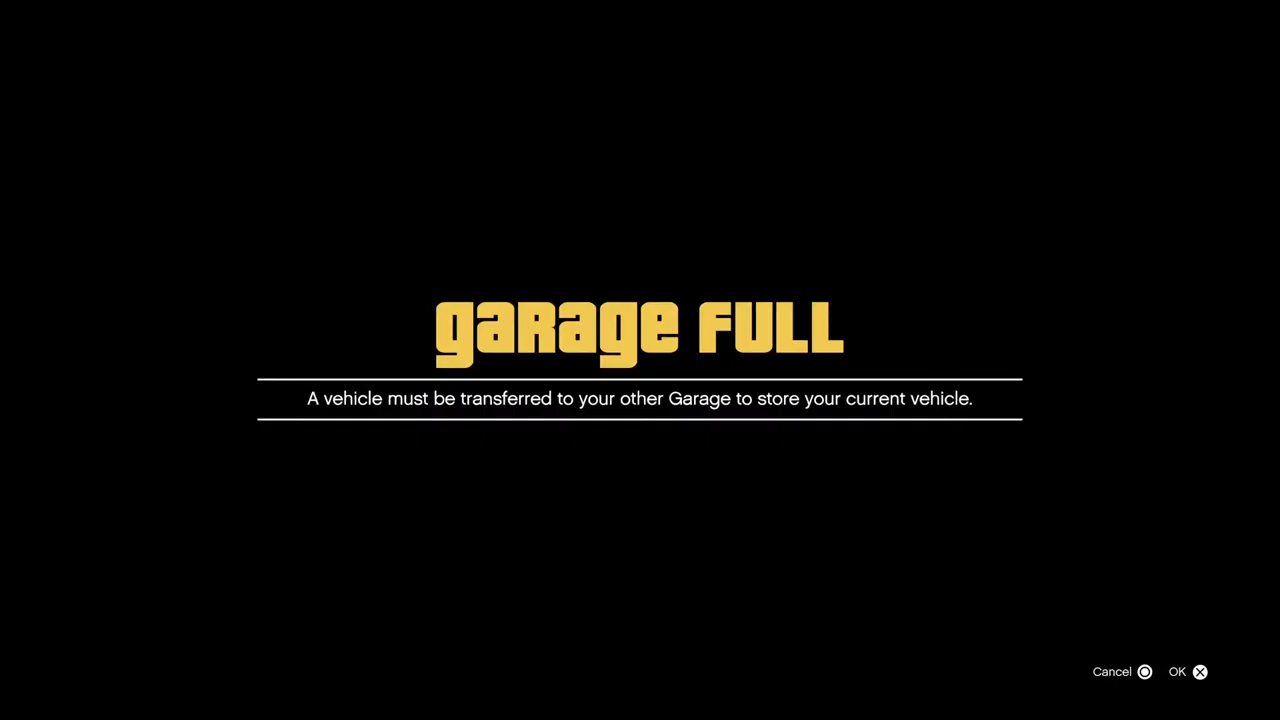 garage FULL
A vehicle must be transferred to your other Garage to store your current vehicle.
Cancel OK